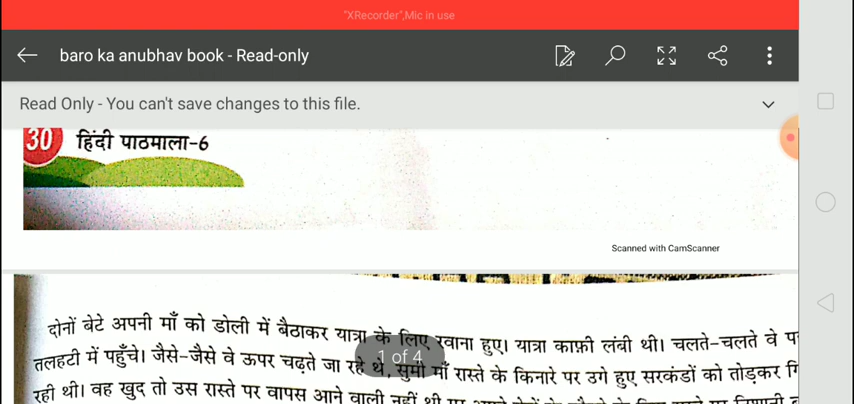 "XRecorder",Mic in use
baro ka anubhav book - Read-only
Read Only - You can't save changes to this file.
30 हिंदी पाठमाला-6
Scanned with CamScanner
दोनों बेटे अपनी माँ को डोली में बैठाकर यात्रा के लिए रवाना हुए। यात्रा काफ़ी लंबी थी। चलते-चलते वे
तलहटी में पहुँचे। जैसे-जैसे वे ऊपर चढ़ते जा रहे थे, सुमी माँ रास्ते के किनारे पर उगे हुए सरकंडों को तोड़कर
1 of 4
रही थी। वह खुद तो उस रास्ते पर वापस आने वाली नहीं थी